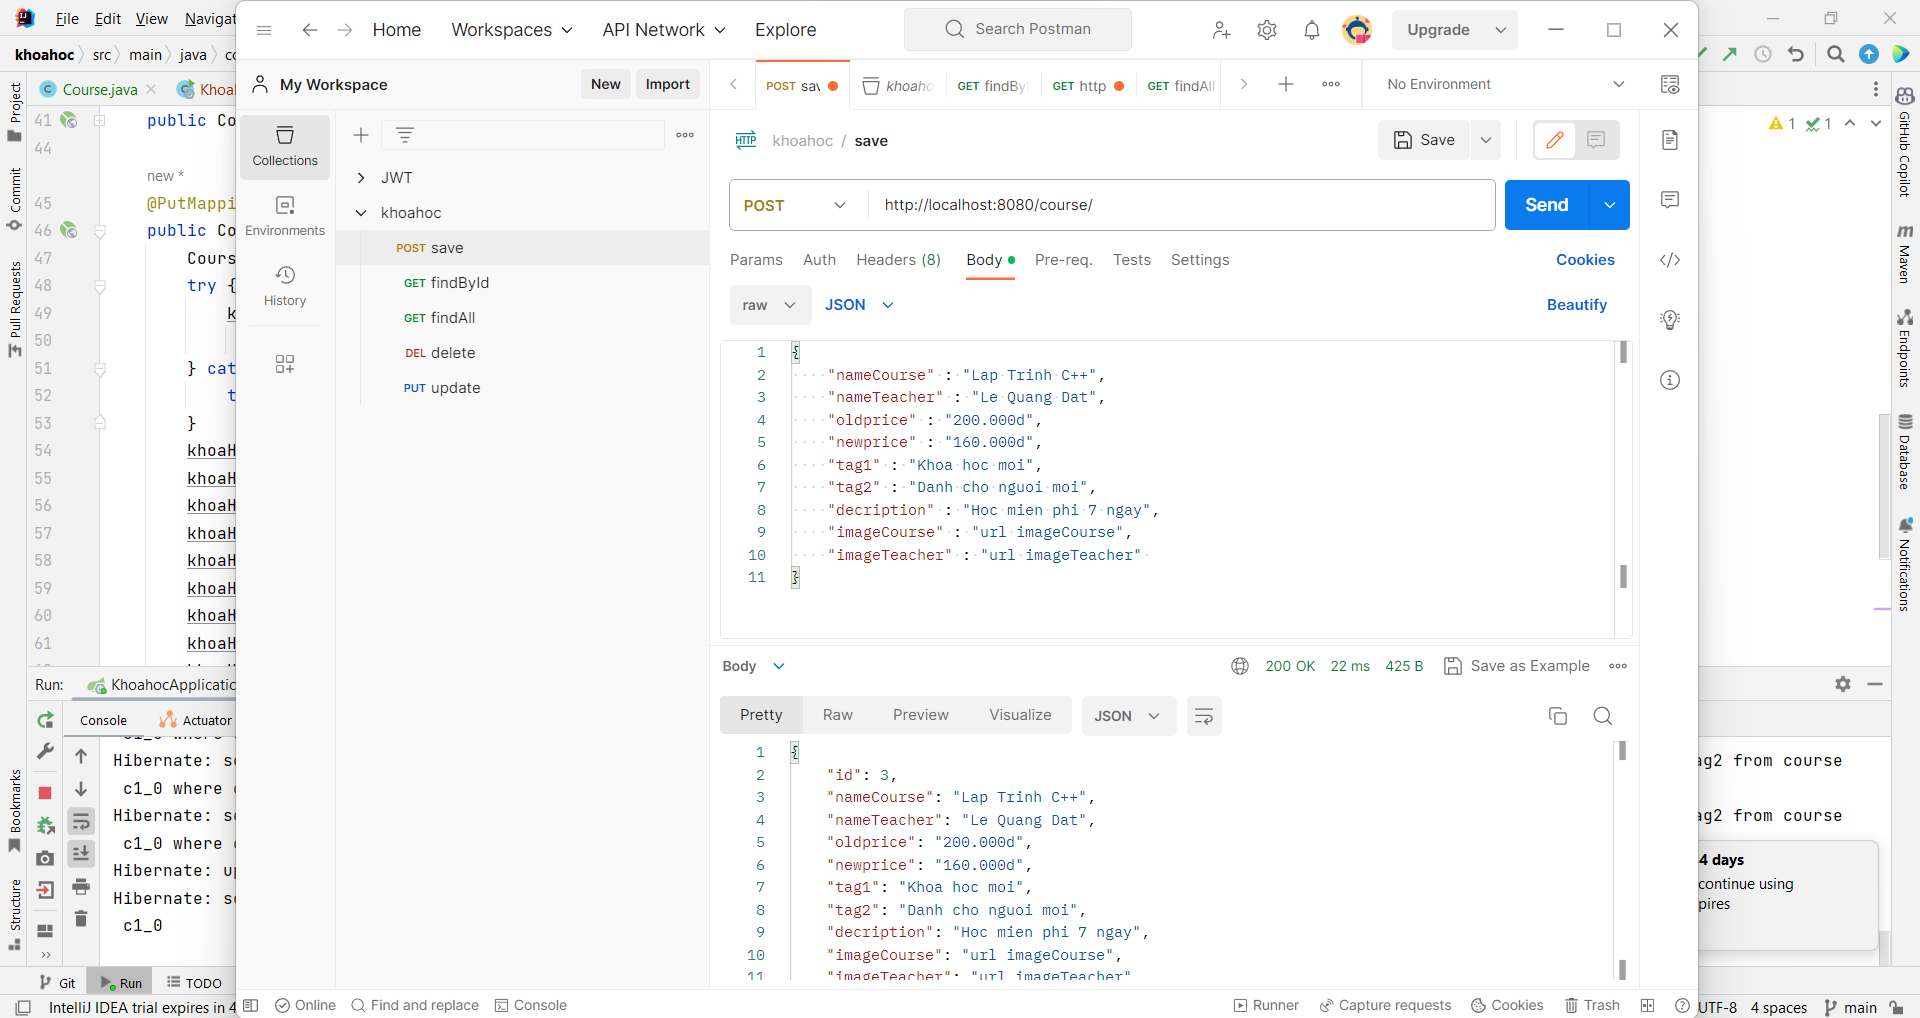 File Edit View Navigat
khoahoc src main java co
Course.java Khoal
Project
Commit
Pull Requests
Bookmarks
Structure
41 public Co
44
new *
45 @PutMappi
46 public Co
47 Cours
48 try {
49 k
50
51 } cat
52 t
53 }
54 khoaH
55 khoaH
56 khoaH
57 khoaH
58 khoaH
59 khoaH
60 khoaH
61 khoaH
Run: KhoahocApplicatio
Console Actuator
Hibernate: se
c1_0 where c
Hibernate: se
c1_0 where c
Hibernate: up
Hibernate: se
c1_0
Git Run TODO
IntelliJ IDEA trial expires in 4
Home Workspaces API Network Explore
Search Postman
Upgrade
My Workspace New Import
Collections
Environments
History
JWT
khoahoc
POST save
GET findById
GET findAll
DEL delete
PUT update
POST sav khoaho GET findByI GET http GET findAll
No Environment
HTTP khoahoc / save
Save
POST http://localhost:8080/course/
Send
Params Auth Headers (8) Body Pre-req. Tests Settings Cookies
raw JSON Beautify
1 {
2 "nameCourse" : "Lap Trinh C++",
3 "nameTeacher" : "Le Quang Dat",
4 "oldprice" : "200.000d",
5 "newprice" : "160.000d",
6 "tag1" : "Khoa hoc moi",
7 "tag2" : "Danh cho nguoi moi",
8 "decription" : "Hoc mien phi 7 ngay",
9 "imageCourse" : "url imageCourse",
10 "imageTeacher" : "url imageTeacher"
11 }
Body 200 OK 22 ms 425 B Save as Example
Pretty Raw Preview Visualize JSON
1 {
2 "id": 3,
3 "nameCourse": "Lap Trinh C++",
4 "nameTeacher": "Le Quang Dat",
5 "oldprice": "200.000d",
6 "newprice": "160.000d",
7 "tag1": "Khoa hoc moi",
8 "tag2": "Danh cho nguoi moi",
9 "decription": "Hoc mien phi 7 ngay",
10 "imageCourse": "url imageCourse",
11 "imageTeacher": "url imageTeacher"
Online Find and replace Console
Runner Capture requests Cookies Trash
1 1
GitHub Copilot
Maven
Endpoints
Database
Notifications
ag2 from course
ag2 from course
4 days
continue using
pires
UTF-8 4 spaces main